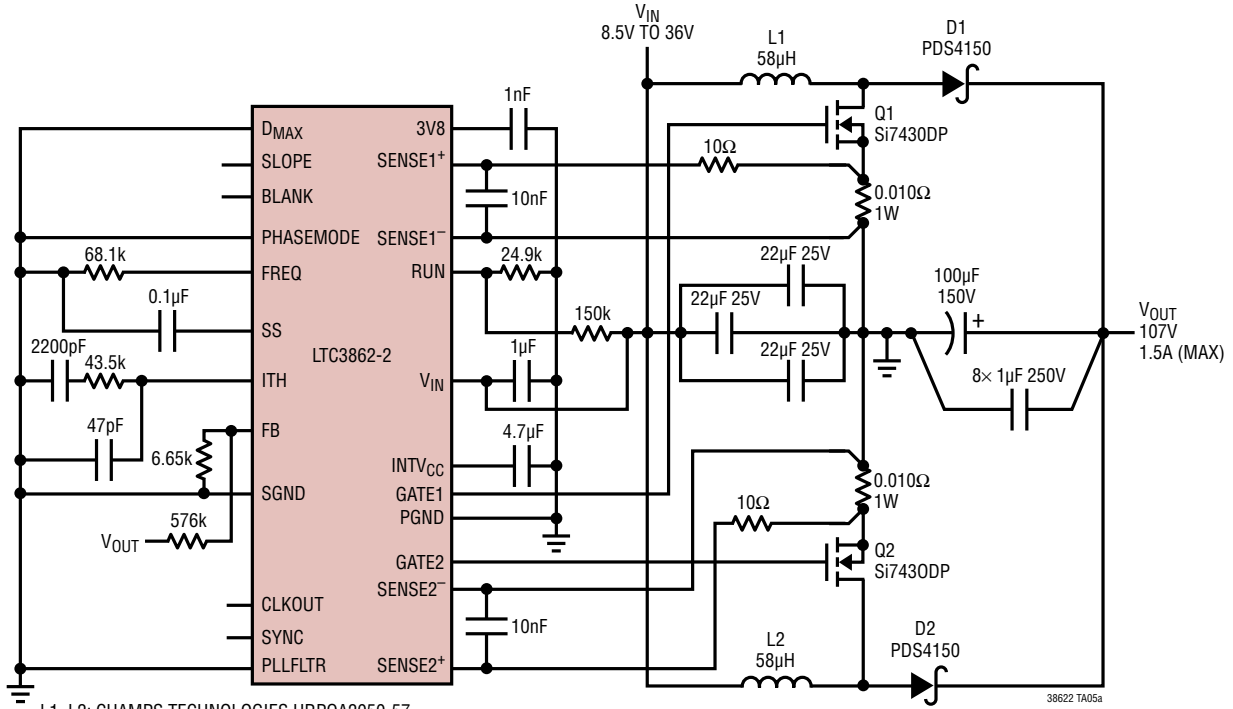 VIN
8.5V TO 36V
L1
58µH
D1
PDS4150
1nF
DMAX
3V8
Q1
Si7430DP
SLOPE
SENSE1+
10Ω
BLANK
10nF
0.010Ω
1W
PHASEMODE
SENSE1–
68.1k
FREQ
RUN
24.9k
22µF 25V
100µF
150V
+
0.1µF
22µF 25V
SS
150k
VOUT
107V
1.5A (MAX)
2200pF
43.5k
LTC3862-2
1µF
22µF 25V
ITH
VIN
8× 1µF 250V
47pF
FB
4.7µF
6.65k
INTVCC
0.010Ω
1W
SGND
GATE1
10Ω
576k
PGND
VOUT
GATE2
Q2
Si743ODP
SENSE2–
CLKOUT
10nF
SYNC
L2
58µH
D2
PDS4150
PLLFLTR
SENSE2+
38622 TA05a